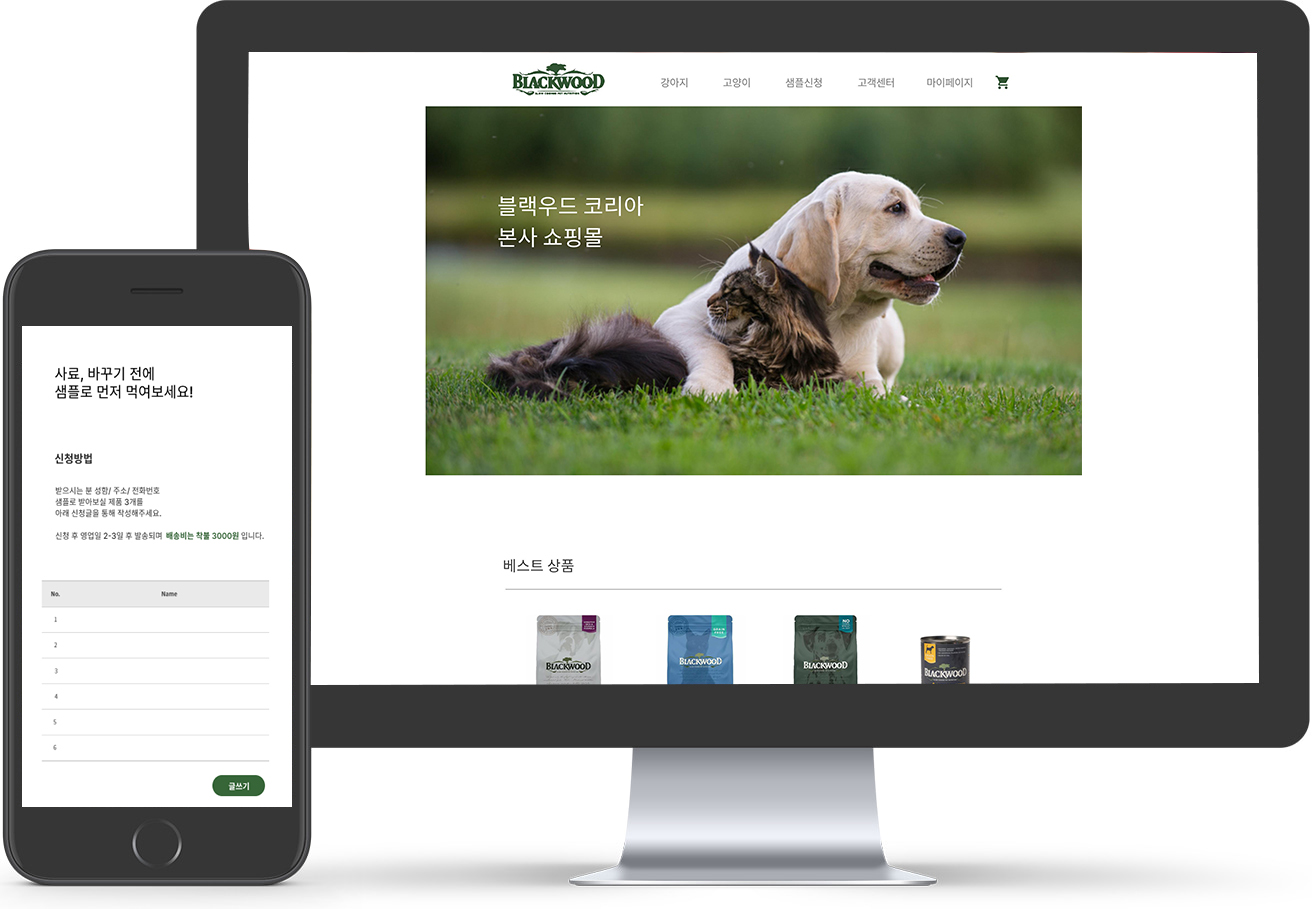 BLACKWOOD
SLOW COOKED PET NUTRITION
강아지 고양이 샘플신청 고객센터 마이페이지
블랙우드 코리아
본사 쇼핑몰
베스트 상품
BLACKWOOD
BLACKWOOD
NO
BLACKWOOD
BLACKWOOD
사료, 바꾸기 전에
샘플로 먼저 먹여보세요!
신청방법
받으시는 분 성함/ 주소/ 전화번호
샘플로 받아보실 제품 3개를
아래 신청글을 통해 작성해주세요.
신청 후 영업일 2-3일 후 발송되며 배송비는 착불 3000원 입니다.
No. Name
1
2
3
4
5
6
글쓰기